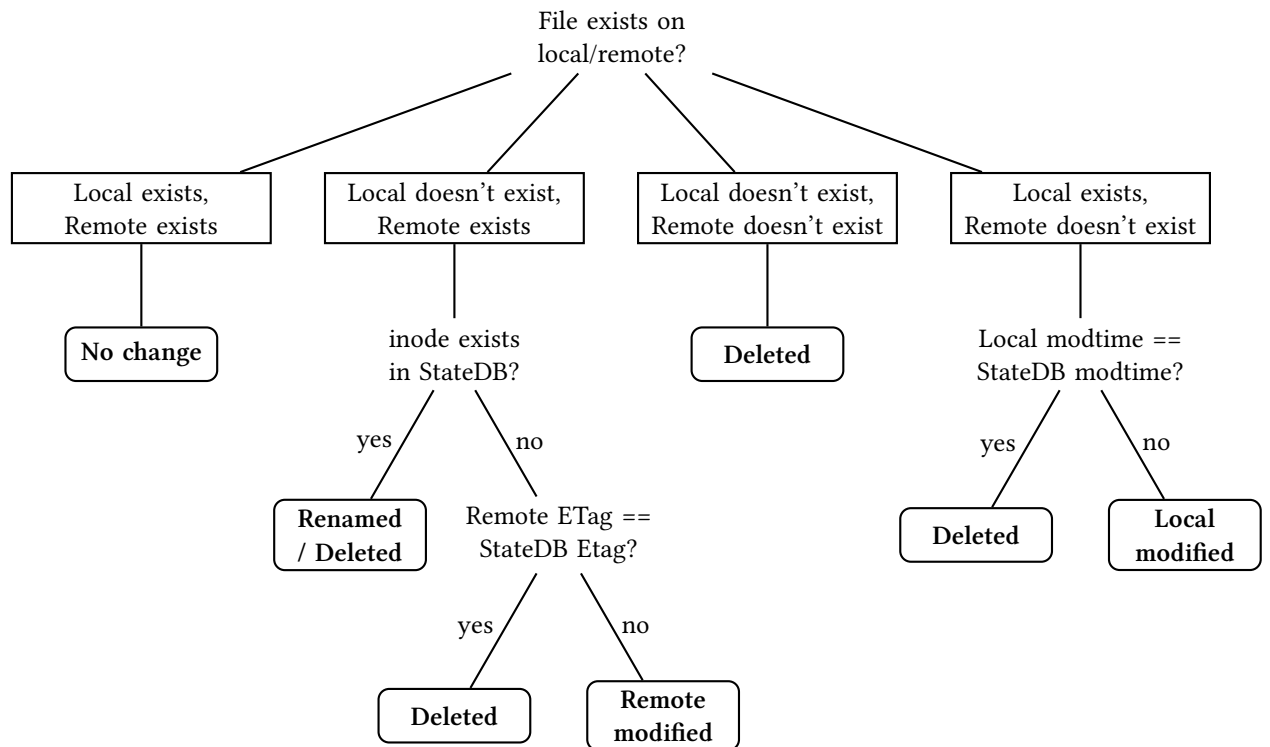 File exists on
local/remote?
Local exists,
Remote exists
Local doesn't exist,
Remote exists
Local doesn't exist,
Remote doesn't exist
Local exists,
Remote doesn't exist
No change
inode exists
in StateDB?
Deleted
Local modtime ==
StateDB modtime?
yes
no
yes
no
Renamed
/ Deleted
Remote ETag ==
StateDB Etag?
Deleted
Local
modified
yes
no
Deleted
Remote
modified